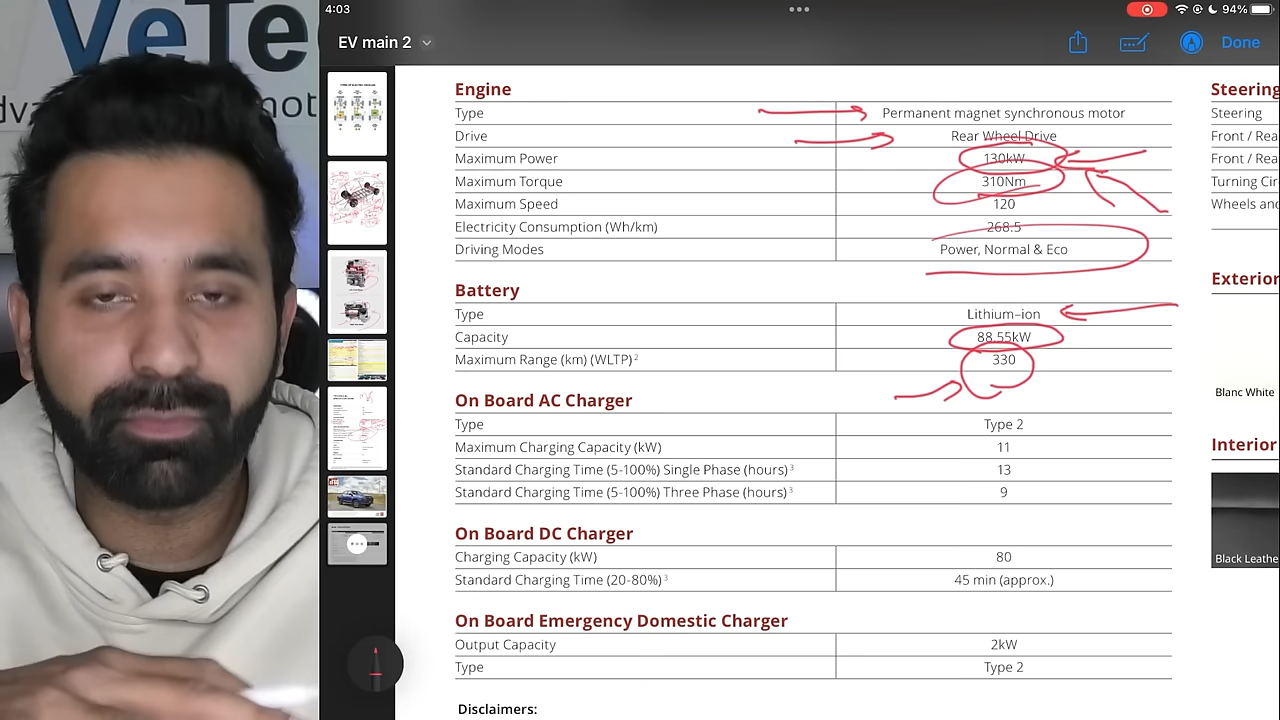 VeTe
dva
mot
4:03
94%
EV main 2
Done
Engine
Type Permanent magnet synchronous motor
Drive Rear Wheel Drive
Maximum Power 130kW
Maximum Torque 310Nm
Maximum Speed 120
Electricity Consumption (Wh/km) 268.5
Driving Modes Power, Normal & Eco
Battery
Type Lithium–ion
Capacity 88.55kW
Maximum Range (km) (WLTP) 2 330
On Board AC Charger
Type Type 2
Maximum Charging Capacity (kW) 11
Standard Charging Time (5-100%) Single Phase (hours) 3 13
Standard Charging Time (5-100%) Three Phase (hours) 3 9
On Board DC Charger
Charging Capacity (kW) 80
Standard Charging Time (20-80%) 3 45 min (approx.)
On Board Emergency Domestic Charger
Output Capacity 2kW
Type Type 2
Disclaimers:
Steering
Steering
Front / Rea
Front / Rea
Turning Cir
Wheels and
Exterior
Blanc White
Interior
Black Leathe